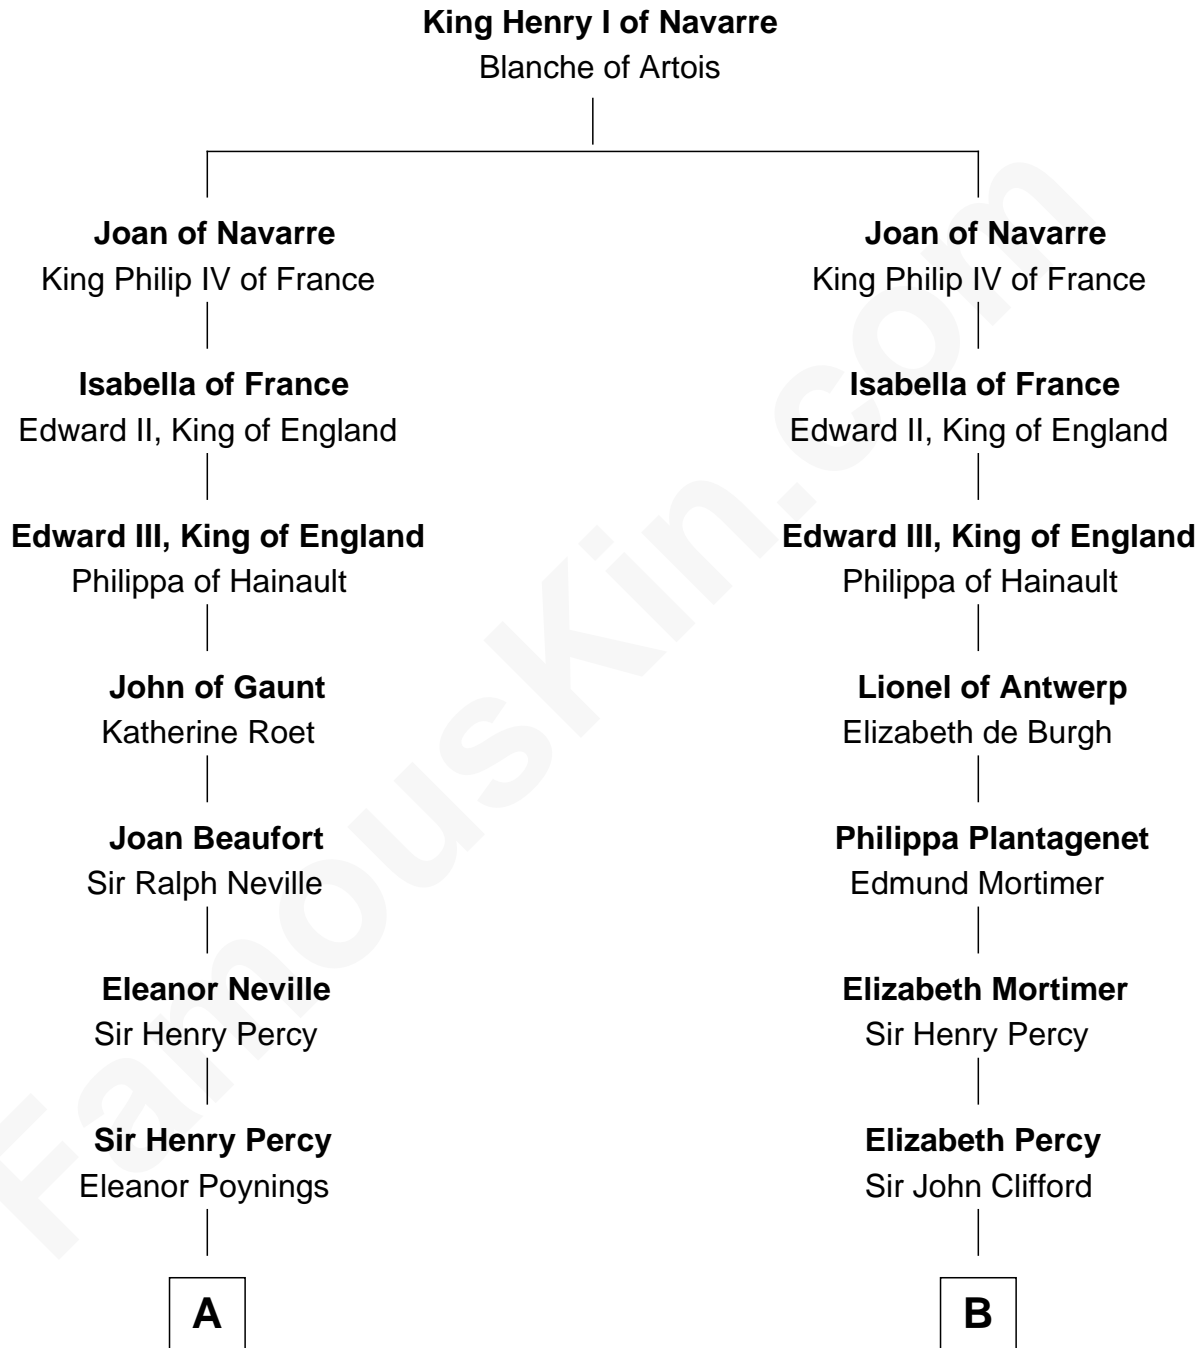 King Henry I of Navarre
Blanche of Artois
Joan of Navarre
King Philip IV of France
Isabella of France
Edward II, King of England
Edward III, King of England
Philippa of Hainault
John of Gaunt
Katherine Roet
Joan Beaufort
Sir Ralph Neville
Eleanor Neville
Sir Henry Percy
Sir Henry Percy
Eleanor Poynings
A
Joan of Navarre
King Philip IV of France
Isabella of France
Edward II, King of England
Edward III, King of England
Philippa of Hainault
Lionel of Antwerp
Elizabeth de Burgh
Philippa Plantagenet
Edmund Mortimer
Elizabeth Mortimer
Sir Henry Percy
Elizabeth Percy
Sir John Clifford
B
FamousKin.com